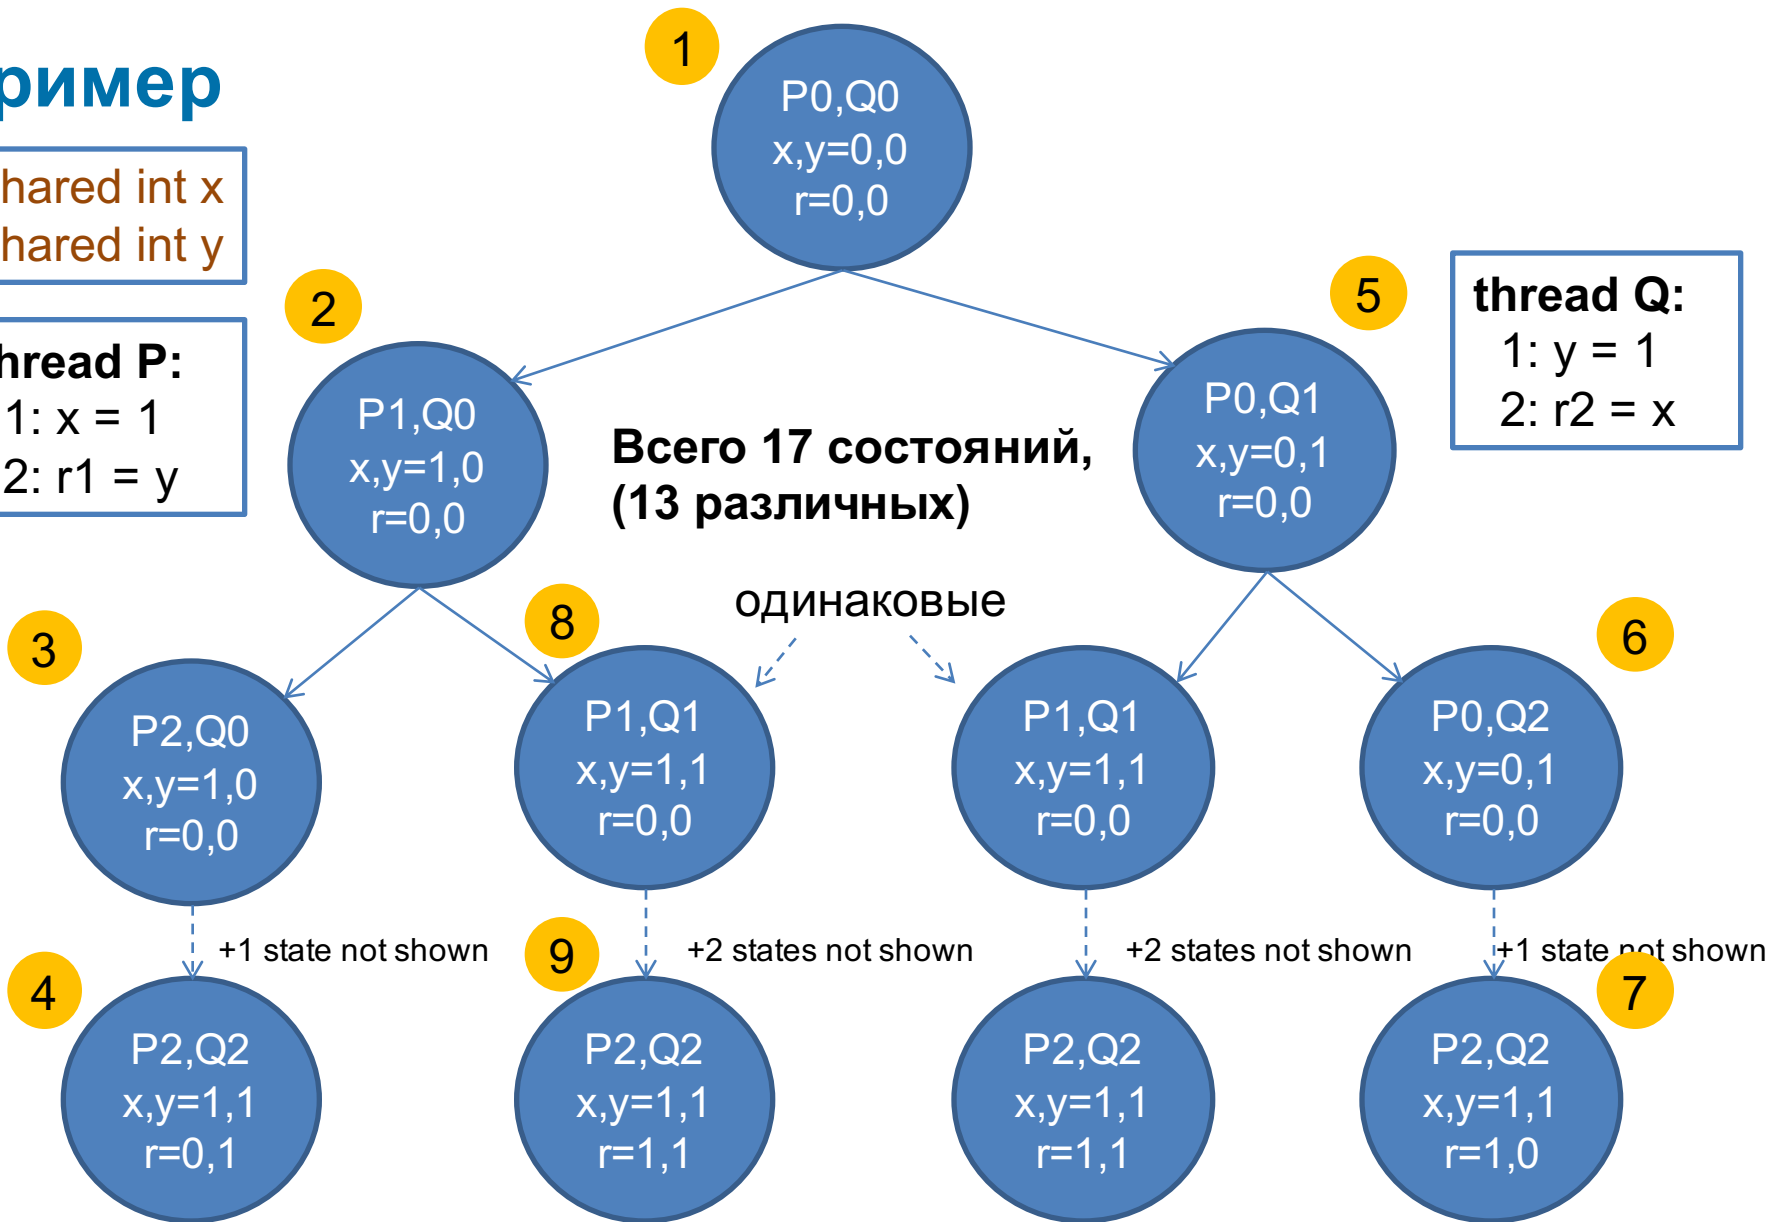 ример
hared int x
hared int y
hread P:
1: x = 1
2: r1 = y
thread Q:
1: y = 1
2: r2 = x
1
P0,Q0
x,y=0,0
r=0,0
2
P1,Q0
x,y=1,0
r=0,0
Всего 17 состояний,
(13 различных)
5
P0,Q1
x,y=0,1
r=0,0
одинаковые
3
P2,Q0
x,y=1,0
r=0,0
8
P1,Q1
x,y=1,1
r=0,0
P1,Q1
x,y=1,1
r=0,0
6
P0,Q2
x,y=0,1
r=0,0
+1 state not shown
+2 states not shown
+2 states not shown
+1 state not shown
4
P2,Q2
x,y=1,1
r=0,1
9
P2,Q2
x,y=1,1
r=1,1
P2,Q2
x,y=1,1
r=1,1
7
P2,Q2
x,y=1,1
r=1,0